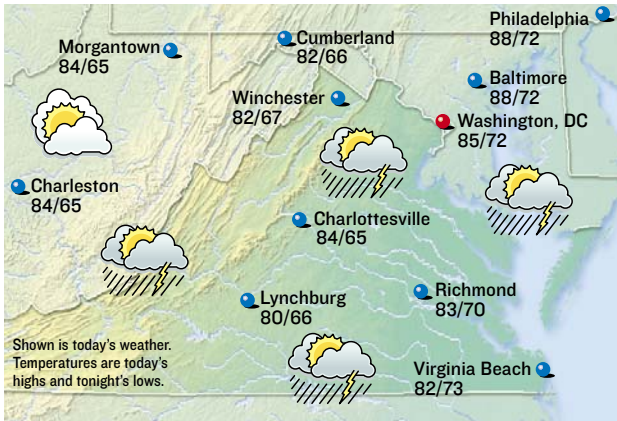 Philadelphia
88/72
Morgantown
84/65
Cumberland
82/66
Baltimore
88/72
Winchester
82/67
Washington, DC
85/72
Charleston
84/65
Charlottesville
84/65
Lynchburg
80/66
Richmond
83/70
Shown is today's weather.
Temperatures are today's
highs and tonight's lows.
Virginia Beach
82/73